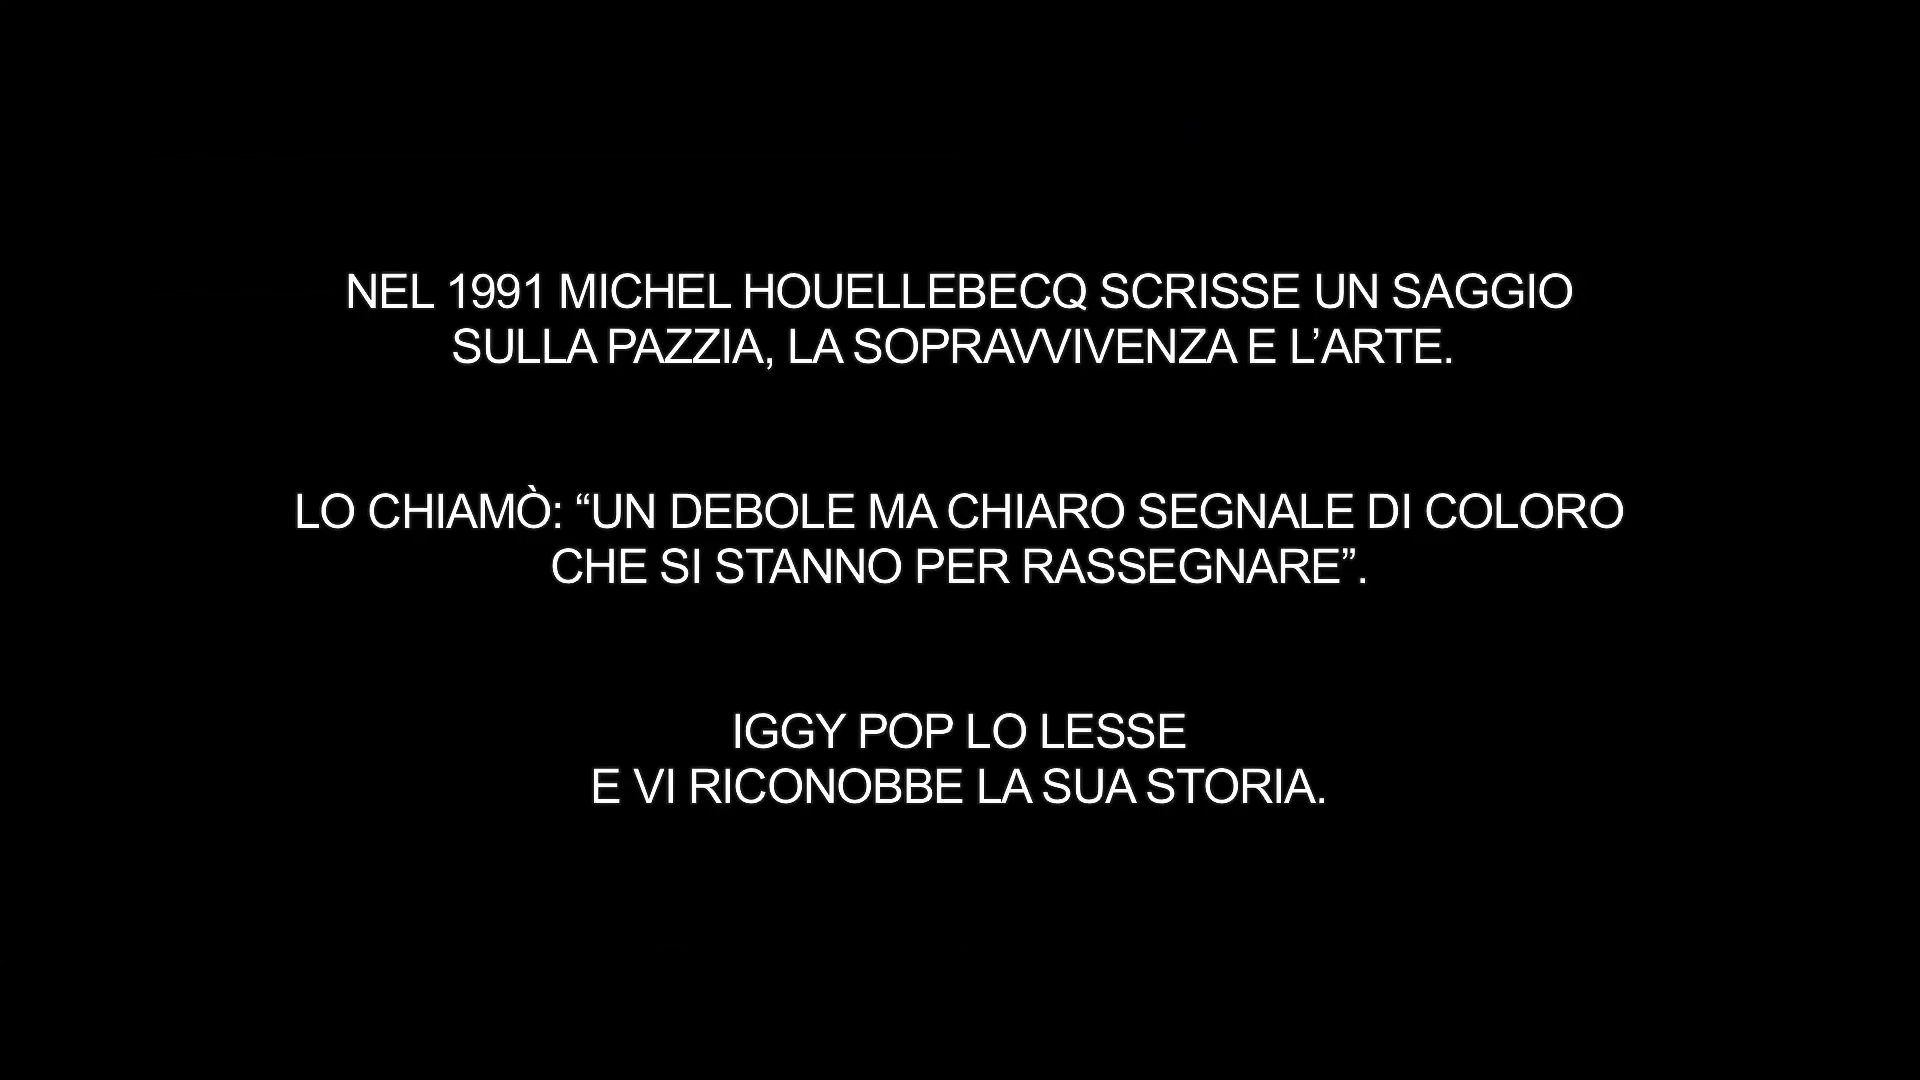 NEL 1991 MICHEL HOUELLEBECQ SCRISSE UN SAGGIO
SULLA PAZZIA, LA SOPRAVVIVENZA E L’ARTE.
LO CHIAMÒ: “UN DEBOLE MA CHIARO SEGNALE DI COLORO
CHE SI STANNO PER RASSEGNARE”.
IGGY POP LO LESSE
E VI RICONOBBE LA SUA STORIA.